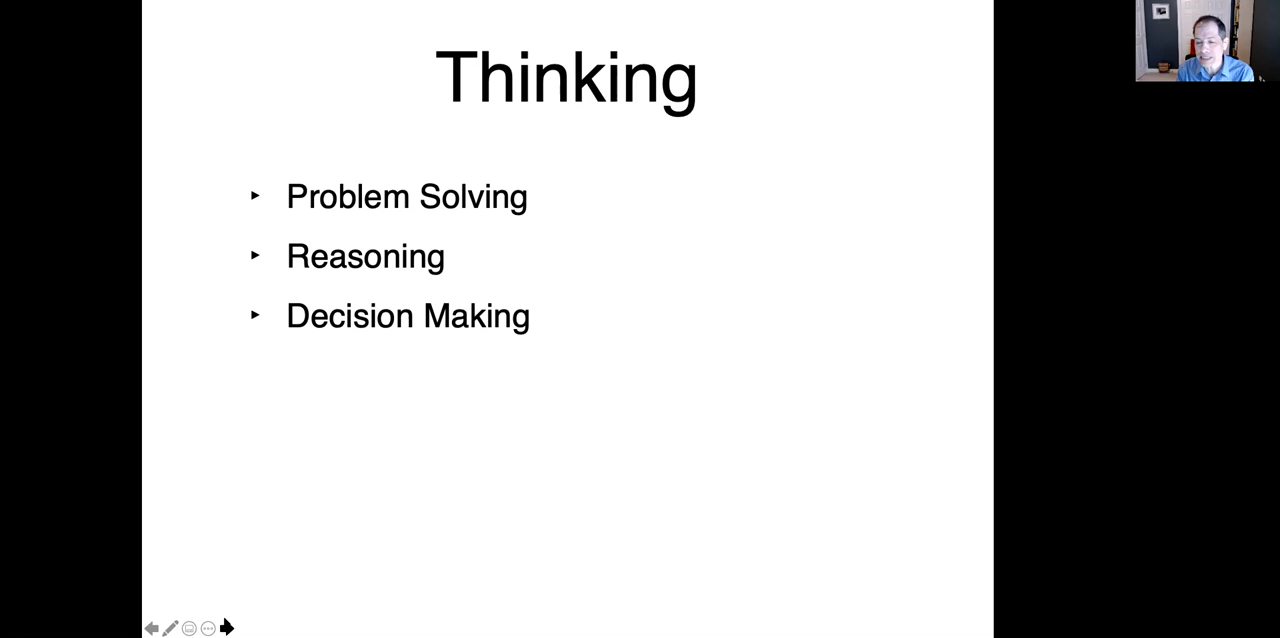 Thinking
‣ Problem Solving
‣ Reasoning
‣ Decision Making